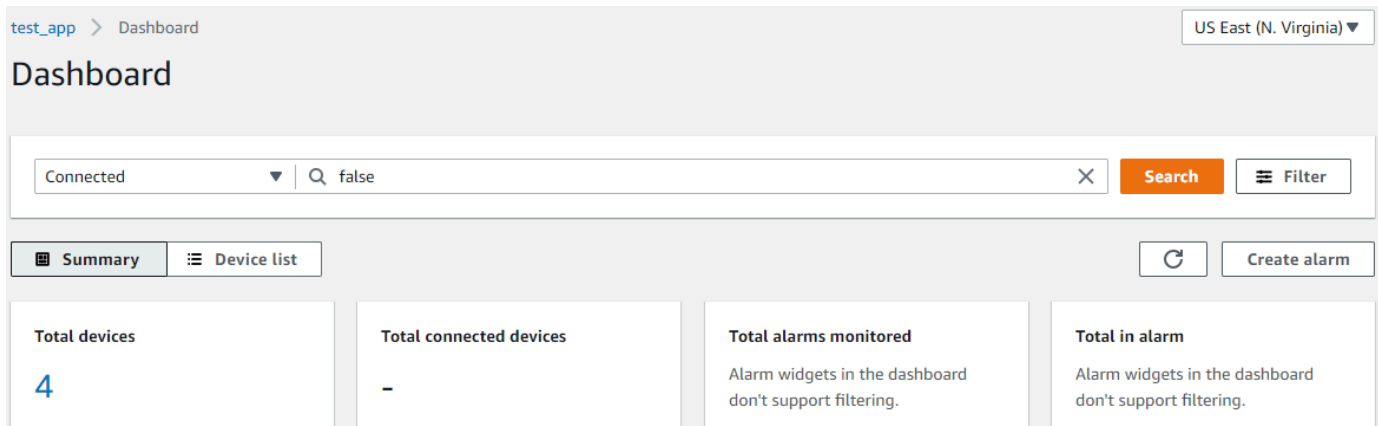 test_app > Dashboard
US East (N. Virginia)
Dashboard
Connected false Search Filter
Summary Device list Create alarm
Total devices
4
Total connected devices
-
Total alarms monitored
Alarm widgets in the dashboard
don't support filtering.
Total in alarm
Alarm widgets in the dashboard
don't support filtering.